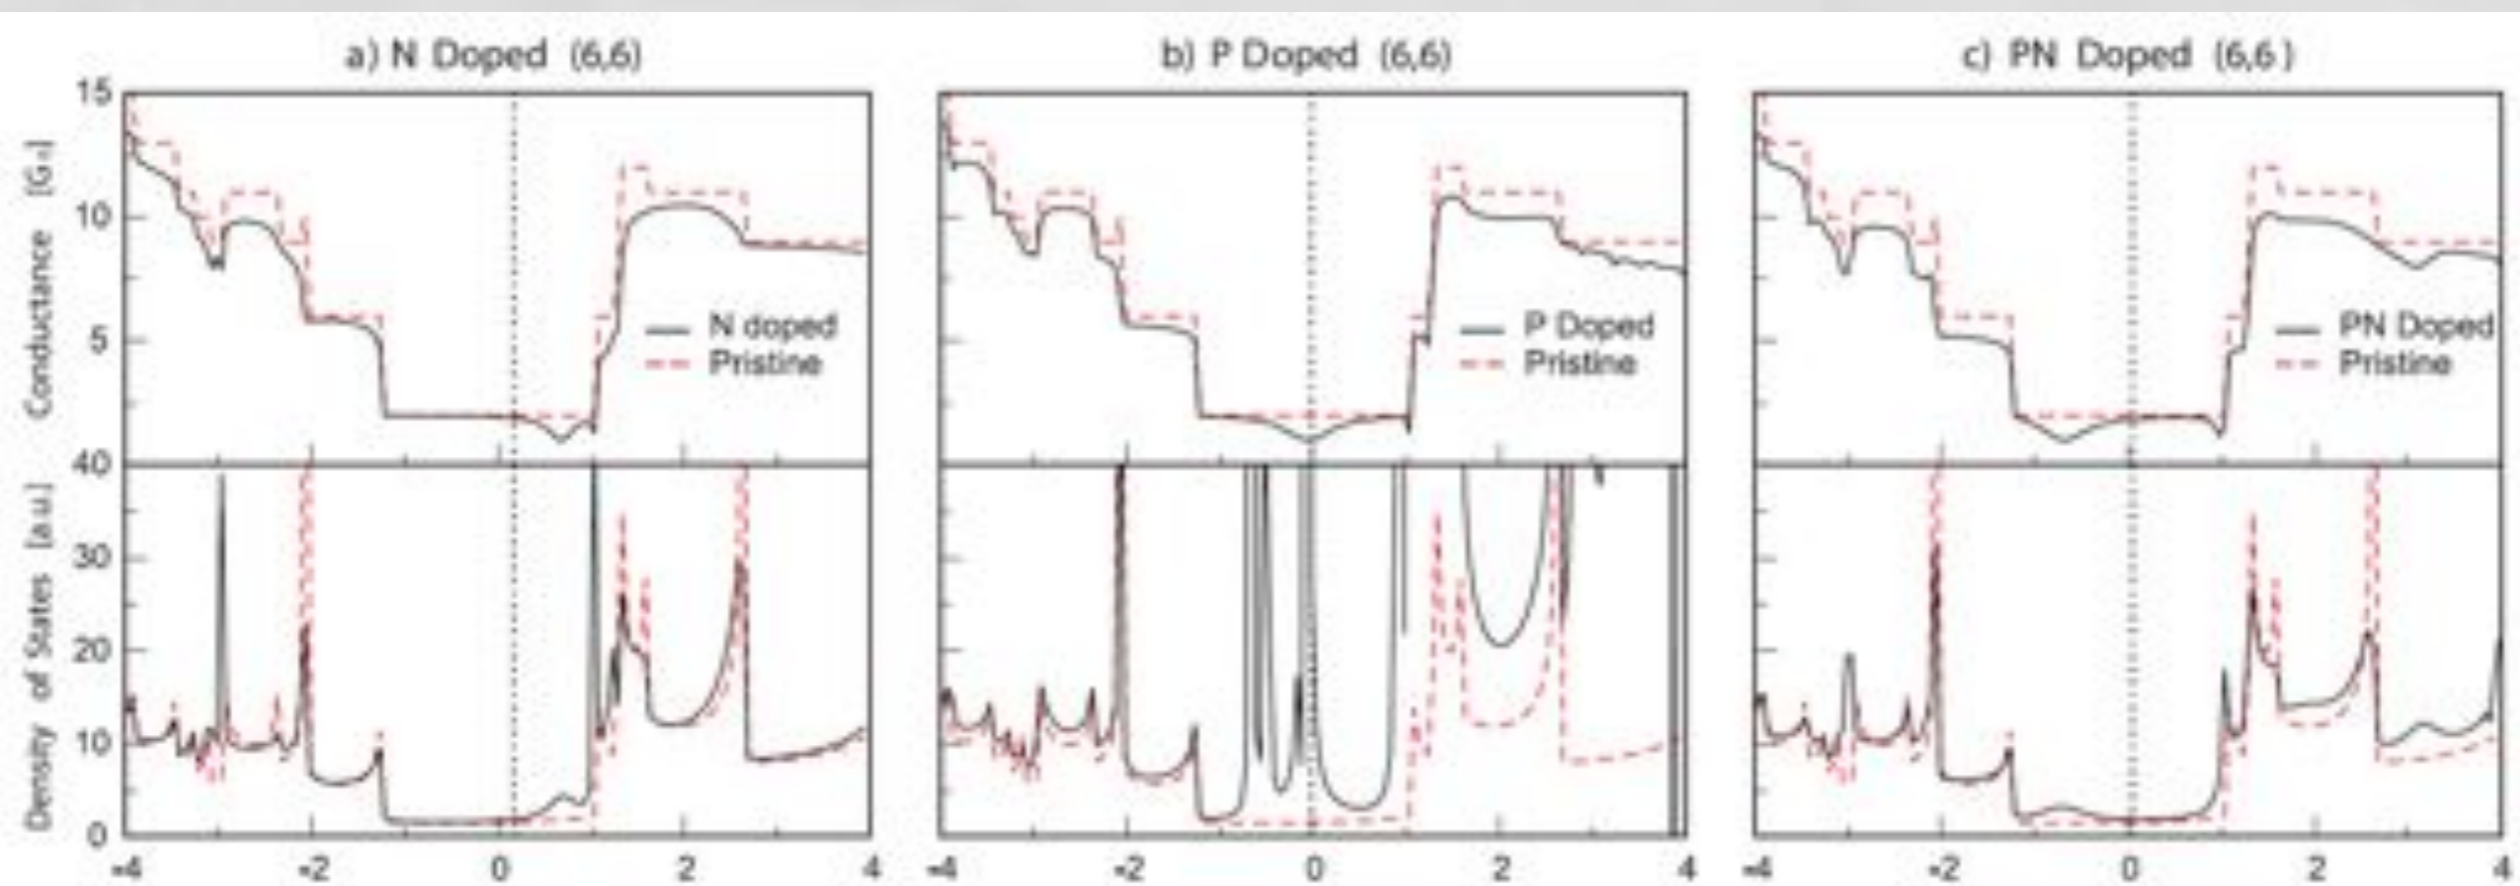 a) N Doped (6,6)
b) P Doped (6,6)
c) PN Doped (6,6)
Conductance
15
10
5
N doped
Pristine
P Doped
Pristine
PN Doped
Pristine
Density of States [a.u.]
40
30
20
10
0
-4 -2 0 2 4
-4 -2 0 2 4
-4 -2 0 2 4